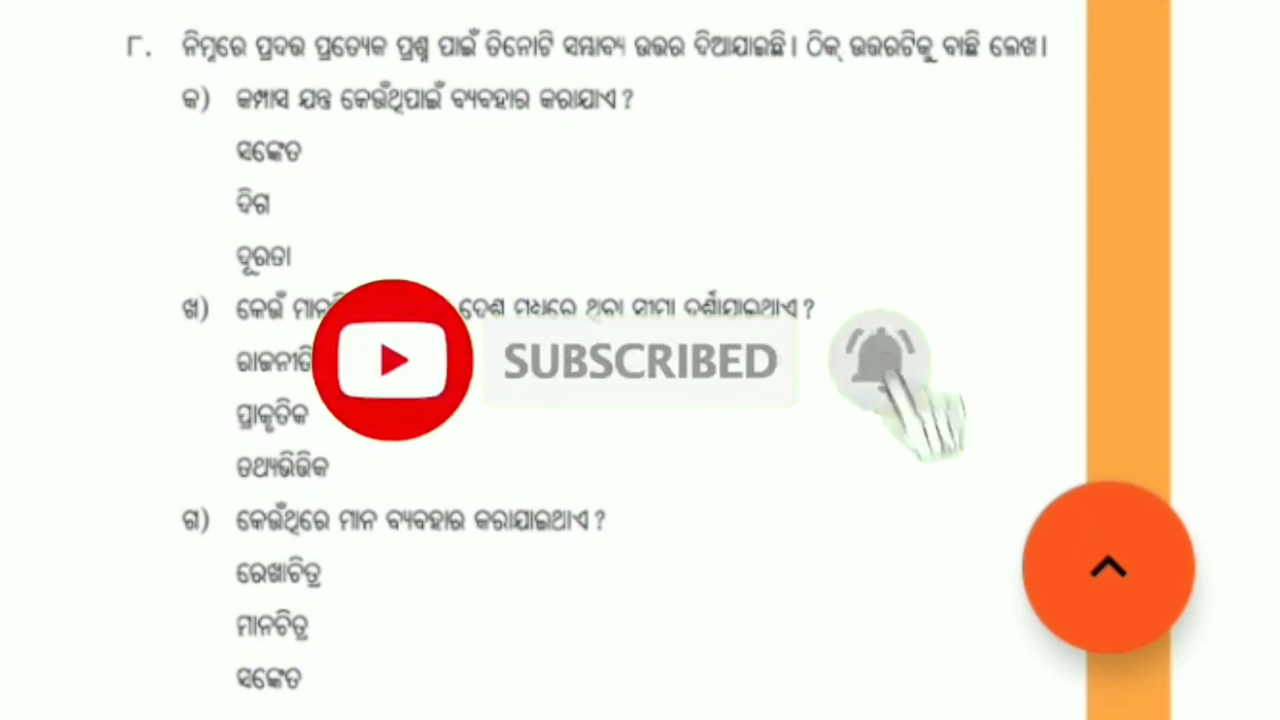 ୮. ନିମ୍ନରେ ପ୍ରଦତ୍ତ ପ୍ରତ୍ୟେକ ପ୍ରଶ୍ନ ପାଇଁ ତିନୋଟି ସମ୍ଭାବ୍ୟ ଉତ୍ତର ଦିଆଯାଇଛି। ଠିକ୍ ଉତ୍ତରଟିକୁ ବାଛି ଲେଖ।
କ) କମ୍ପାସ ଯନ୍ତ୍ର କେଉଁଥିପାଇଁ ବ୍ୟବହାର କରାଯାଏ ?
ସଙ୍କେତ
ଦିଗ
ଦୂରତା
ଖ) କେଉଁ ଦେଶ ମଧ୍ୟରେ ଥିବା ସୀମା ଦର୍ଶାଯାଇଥାଏ ?
SUBSCRIBED
ପ୍ରାକୃତିକ
ତଥ୍ୟଭିତ୍ତିକ
ଗ) କେଉଁଥିରେ ମାନ ବ୍ୟବହାର କରାଯାଇଥାଏ ?
ରେଖାଚିତ୍ର
ମାନଚିତ୍ର
ସଙ୍କେତ